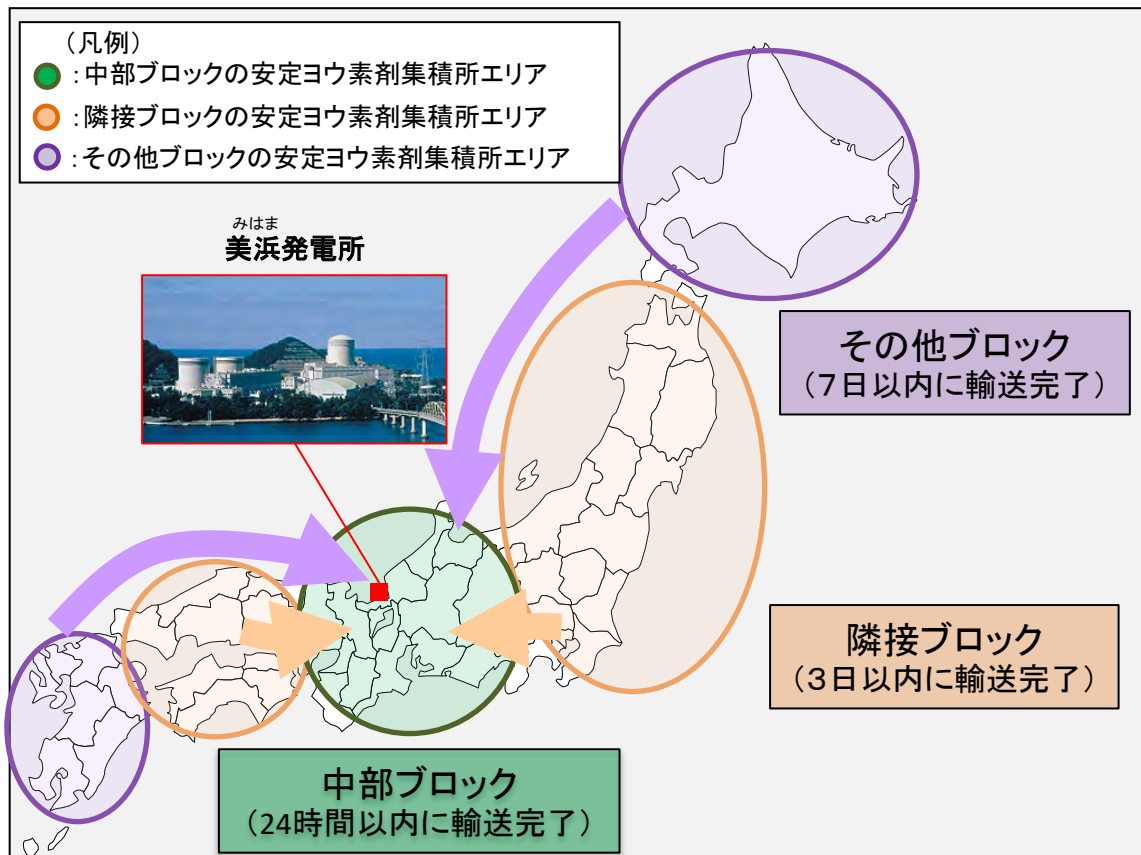 （凡例）
：中部ブロックの安定ヨウ素剤集積所エリア
：隣接ブロックの安定ヨウ素剤集積所エリア
：その他ブロックの安定ヨウ素剤集積所エリア
みはま
美浜発電所
その他ブロック
（７日以内に輸送完了）
隣接ブロック
（３日以内に輸送完了）
中部ブロック
（24時間以内に輸送完了）